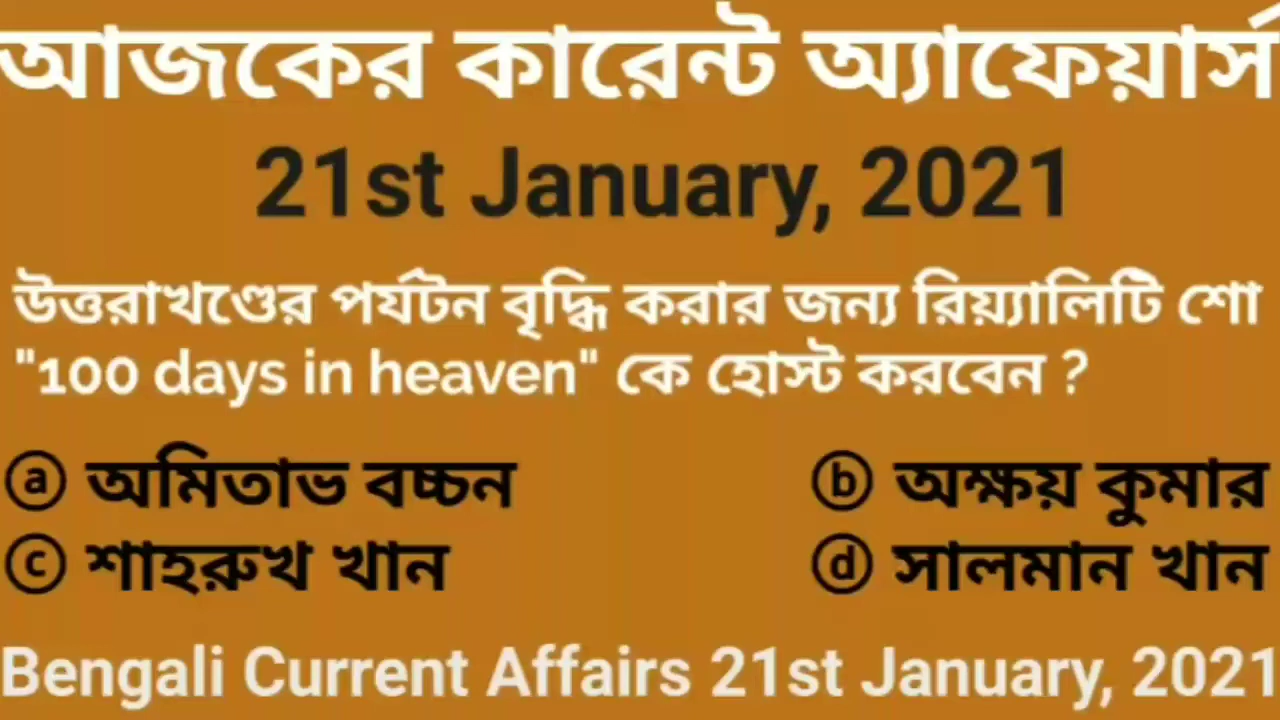 আজকের কারেন্ট অ্যাফেয়ার্স
21st January, 2021
উত্তরাখণ্ডের পর্যটন বৃদ্ধি করার জন্য রিয়্যালিটি শো
"100 days in heaven" কে হোস্ট করবেন ?
ⓐ অমিতাভ বচ্চন ⓑ অক্ষয় কুমার
ⓒ শাহরুখ খান ⓓ সালমান খান
Bengali Current Affairs 21st January, 2021